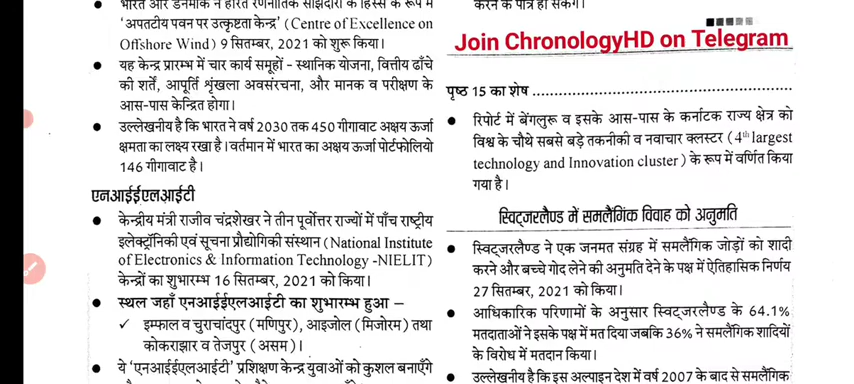 भारत और डेनमार्क ने हरित रणनीतिक साझेदारी के हिस्से के रूप में
'अपतटीय पवन पर उत्कृष्टता केन्द्र' (Centre of Excellence on
Offshore Wind) 9 सितम्बर, 2021 को शुरू किया।
● यह केन्द्र प्रारम्भ में चार कार्य समूहों - स्थानिक योजना, वित्तीय ढाँचे
की शर्तें, आपूर्ति शृंखला अवसंरचना, और मानक व परीक्षण के
आस-पास केन्द्रित होगा।
● उल्लेखनीय है कि भारत ने वर्ष 2030 तक 450 गीगावाट अक्षय ऊर्जा
क्षमता का लक्ष्य रखा है। वर्तमान में भारत का अक्षय ऊर्जा पोर्टफोलियो
146 गीगावाट है।
एनआईईएलआईटी
● केन्द्रीय मंत्री राजीव चंद्रशेखर ने तीन पूर्वोत्तर राज्यों में पाँच राष्ट्रीय
इलेक्ट्रॉनिकी एवं सूचना प्रौद्योगिकी संस्थान (National Institute
of Electronics & Information Technology -NIELIT)
केन्द्रों का शुभारम्भ 16 सितम्बर, 2021 को किया।
● स्थल जहाँ एनआईईएलआईटी का शुभारम्भ हुआ –
✓ इम्फाल व चुराचांदपुर (मणिपुर), आइजोल (मिजोरम) तथा
कोकराझार व तेजपुर (असम)।
● ये 'एनआईईएलआईटी' प्रशिक्षण केन्द्र युवाओं को कुशल बनाएँगे
करने के पात्र हो सकेंगे।
Join ChronologyHD on Telegram
पृष्ठ 15 का शेष ..................................................
● रिपोर्ट में बेंगलुरू व इसके आस-पास के कर्नाटक राज्य क्षेत्र को
विश्व के चौथे सबसे बड़े तकनीकी व नवाचार क्लस्टर (4th largest
technology and Innovation cluster) के रूप में वर्णित किया
गया है।
स्विट्जरलैण्ड में समलैंगिक विवाह को अनुमति
● स्विट्जरलैण्ड ने एक जनमत संग्रह में समलैंगिक जोड़ों को शादी
करने और बच्चे गोद लेने की अनुमति देने के पक्ष में ऐतिहासिक निर्णय
27 सितम्बर, 2021 को किया।
● आधिकारिक परिणामों के अनुसार स्विट्जरलैण्ड के 64.1%
मतदाताओं ने इसके पक्ष में मत दिया जबकि 36% ने समलैंगिक शादियों
के विरोध में मतदान किया।
● उल्लेखनीय है कि इस अल्पाइन देश में वर्ष 2007 के बाद से समलैंगिक